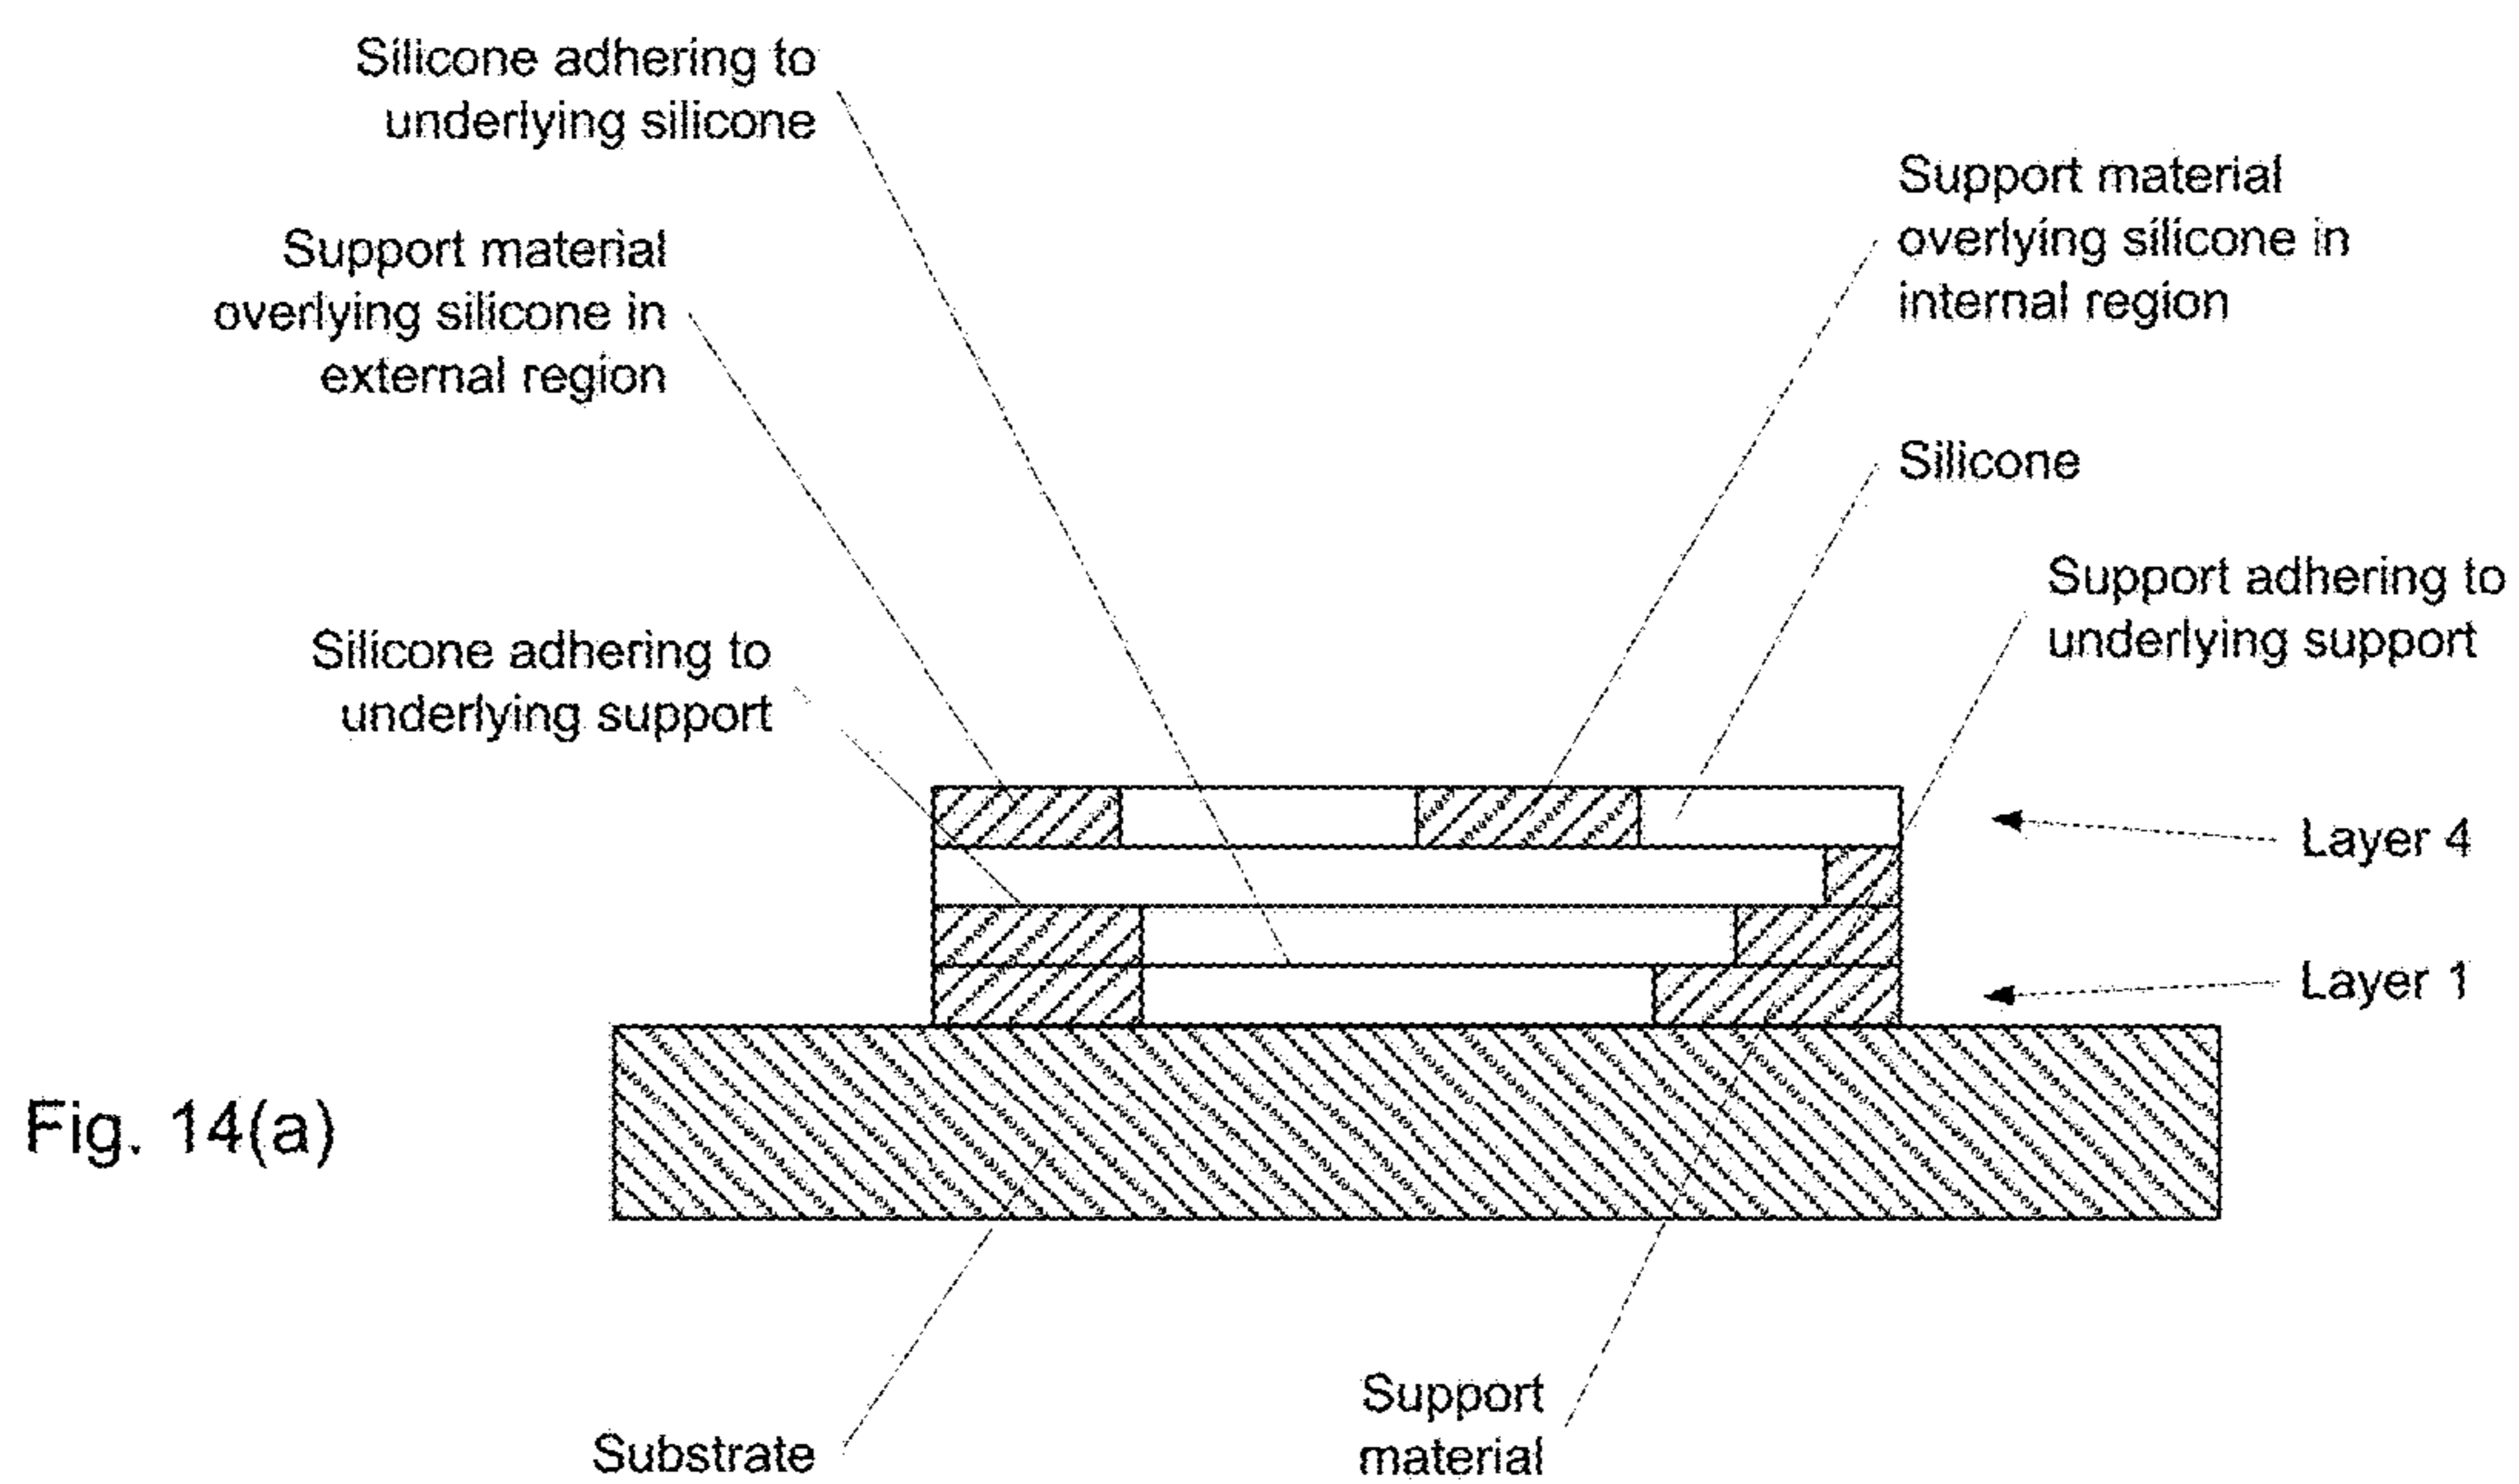 Silicone adhering to
underlying silicone
Support material
overlying silicone in
internal region
Support material
overlying silicone in
external region
Silicone
Support adhering to
underlying support
Silicone adhering to
underlying support
Layer 4
Layer 1
Fig. 14(a)
Support
material
Substrate